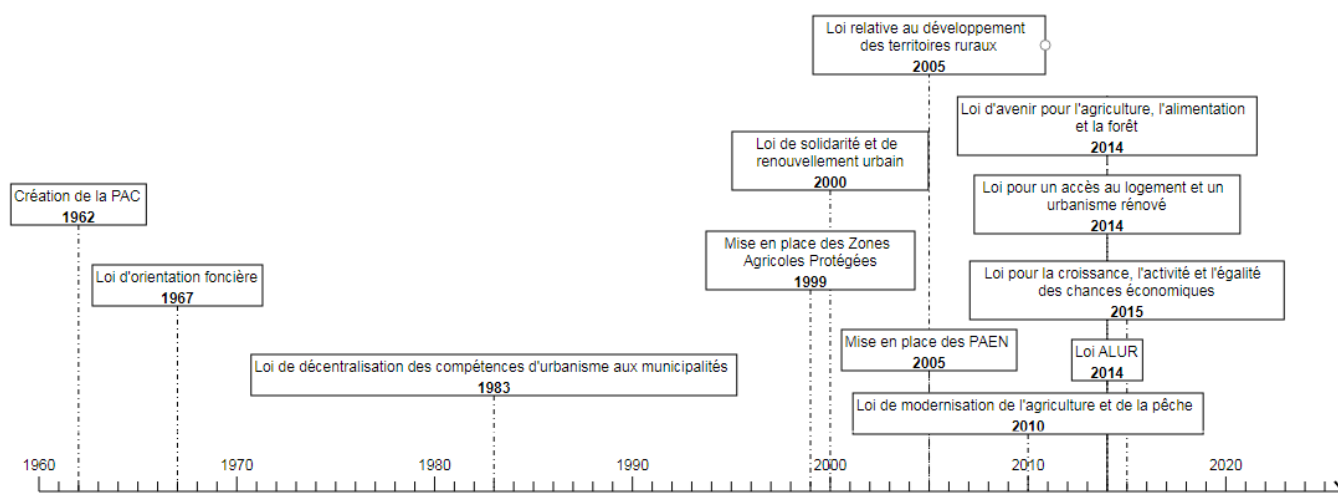 Loi relative au développement
des territoires ruraux
2005
Loi d'avenir pour l'agriculture, l'alimentation
et la forêt
2014
Loi de solidarité et de
renouvellement urbain
2000
Création de la PAC
1962
Loi pour un accès au logement et un
urbanisme rénové
2014
Mise en place des Zones
Agricoles Protégées
1999
Loi d'orientation foncière
1967
Loi pour la croissance, l'activité et l'égalité
des chances économiques
2015
Mise en place des PAEN
2005
Loi ALUR
2014
Loi de décentralisation des compétences d'urbanisme aux municipalités
1983
Loi de modernisation de l'agriculture et de la pêche
2010
1960 1970 1980 1990 2000 2010 2020